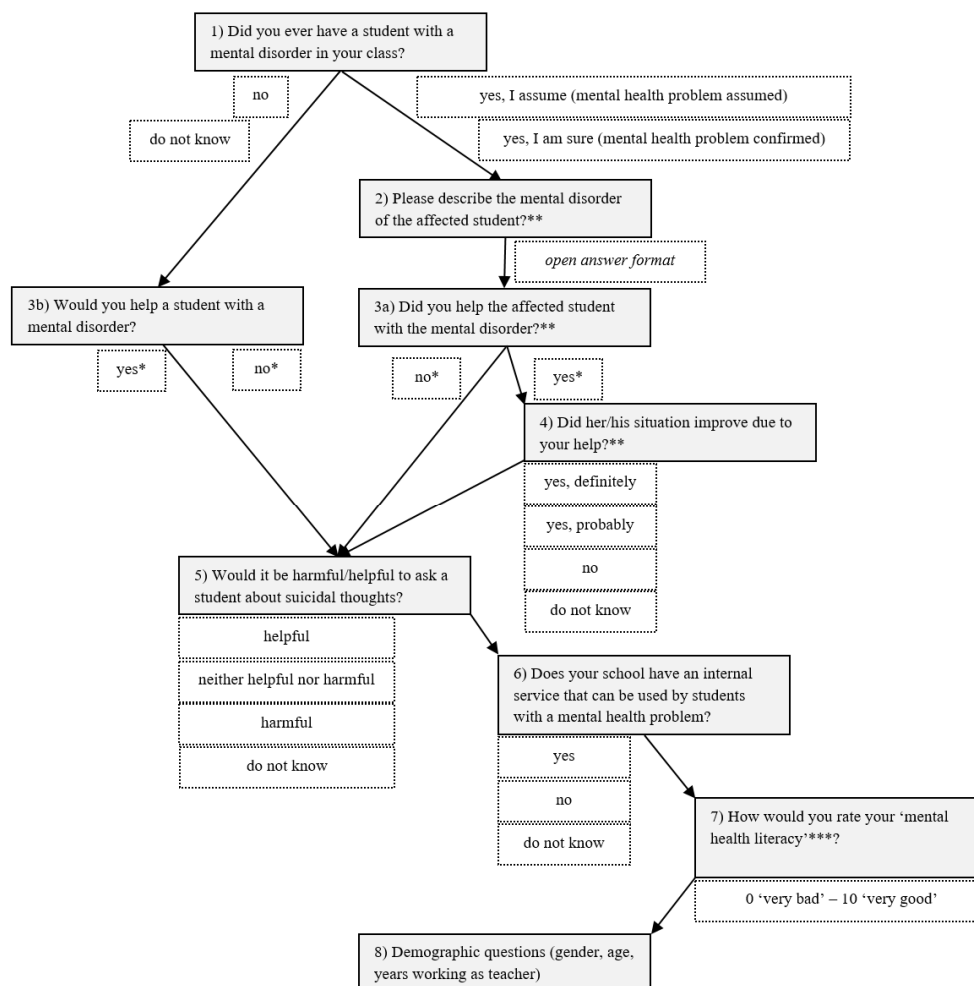 1) Did you ever have a student with a
mental disorder in your class?
no
yes, I assume (mental health problem assumed)
do not know
yes, I am sure (mental health problem confirmed)
2) Please describe the mental disorder
of the affected student?**
open answer format
3b) Would you help a student with a
mental disorder?
3a) Did you help the affected student
with the mental disorder?**
yes*
no*
no*
yes*
4) Did her/his situation improve due to
your help?**
yes, definitely
yes, probably
no
do not know
5) Would it be harmful/helpful to ask a
student about suicidal thoughts?
helpful
neither helpful nor harmful
harmful
do not know
6) Does your school have an internal
service that can be used by students
with a mental health problem?
yes
no
do not know
7) How would you rate your ‘mental
health literacy’***?
0 ‘very bad’ – 10 ‘very good’
8) Demographic questions (gender, age,
years working as teacher)